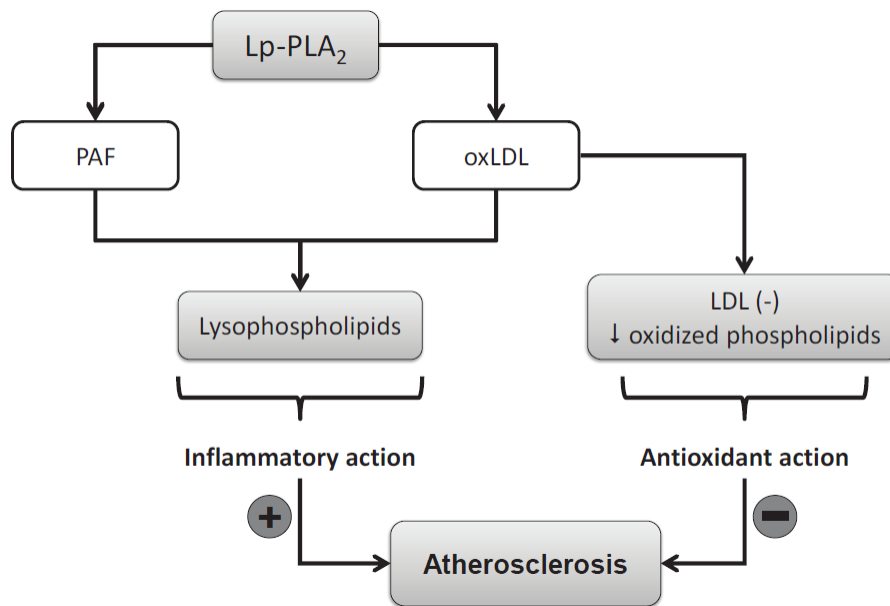 Lp-PLA₂
PAF
oxLDL
Lysophospholipids
LDL (-)
↓ oxidized phospholipids
Inflammatory action
Antioxidant action
+
−
Atherosclerosis